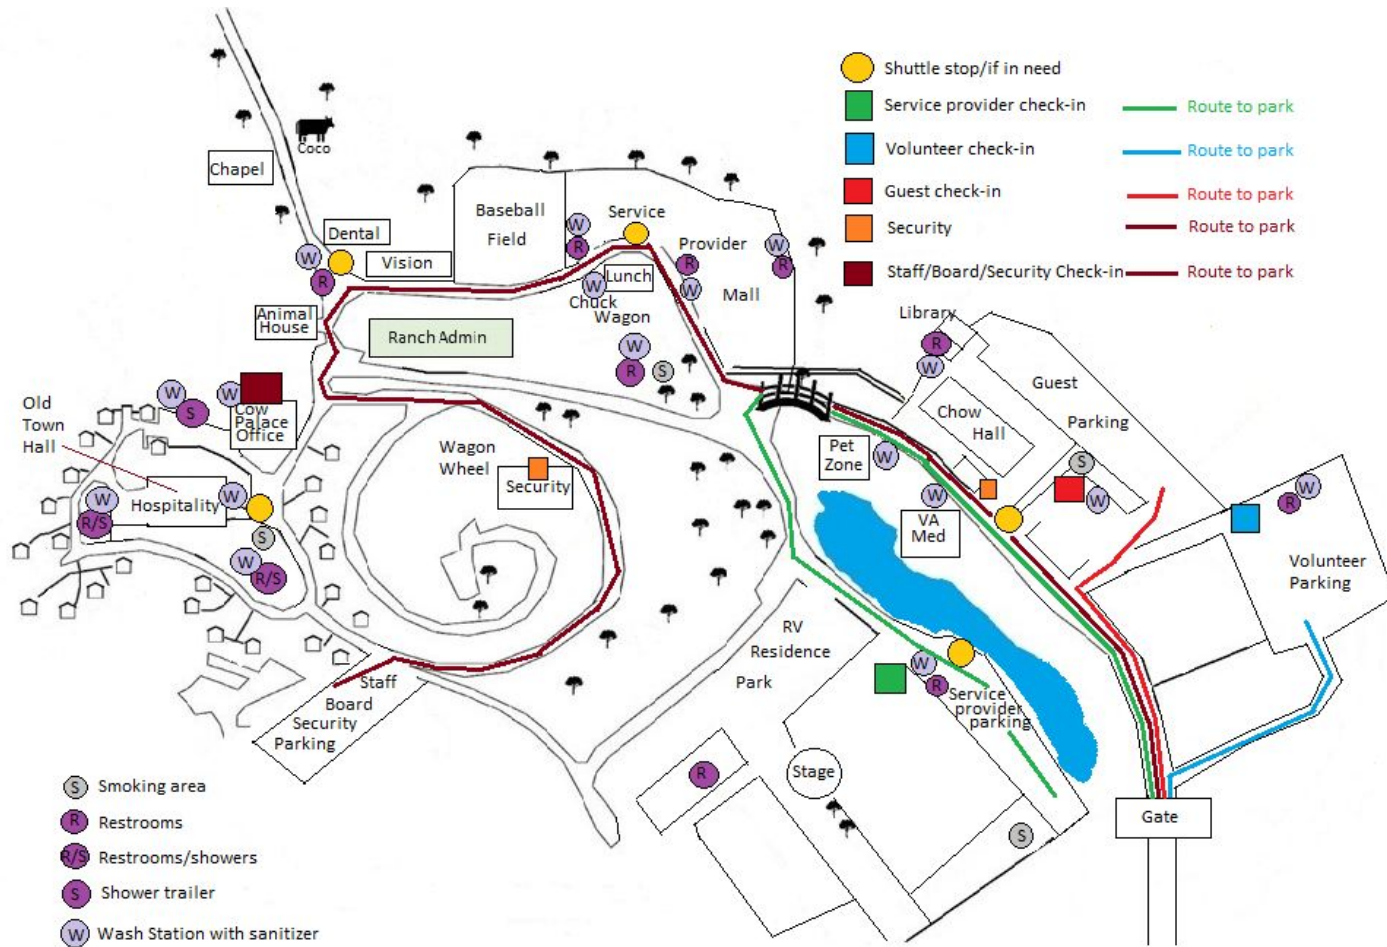 Shuttle stop/if in need
Service provider check-in
Route to park
Volunteer check-in
Route to park
Guest check-in
Route to park
Security
Route to park
Staff/Board/Security Check-in
Route to park
Coco
Chapel
Dental
Vision
Baseball
Field
Service
Provider
Mall
W
R
W
R
R
W
W
R
Lunch
W
Chuck
Wagon
Animal
House
Ranch Admin
W
R
S
Library
R
W
Guest
Parking
Chow
Hall
Old
Town
Hall
W
S
W
Cow
Palace
Office
Wagon
Wheel
Security
Pet
Zone
W
W
VA
Med
S
W
W
R
Volunteer
Parking
Hospitality
W
R/S
W
S
W
R/S
RV
Residence
Park
W
R
Service
provider
parking
Staff
Board
Security
Parking
R
Stage
S
Gate
S
Smoking area
R
Restrooms
R/S
Restrooms/showers
S
Shower trailer
W
Wash Station with sanitizer